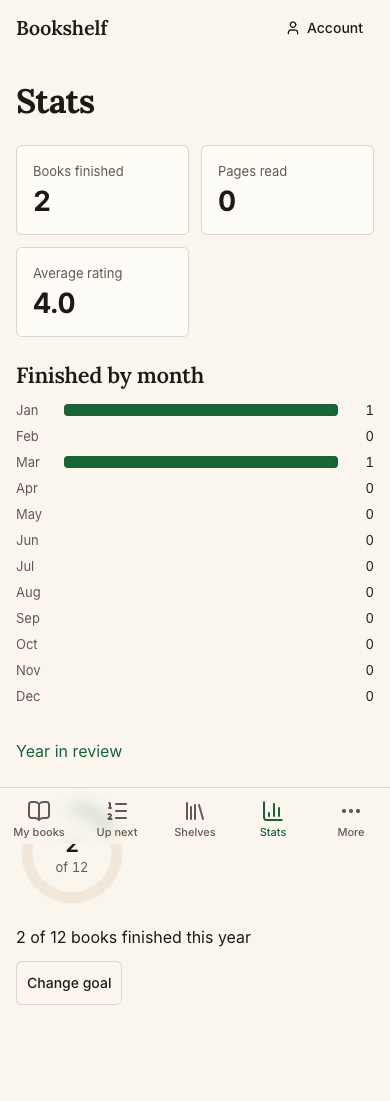 Bookshelf
Account
Stats
Books finished
2
Pages read
0
Average rating
4.0
Finished by month
Jan 1
Feb 0
Mar 1
Apr 0
May 0
Jun 0
Jul 0
Aug 0
Sep 0
Oct 0
Nov 0
Dec 0
Year in review
My books
Up next
Shelves
Stats
More
2
of 12
2 of 12 books finished this year
Change goal